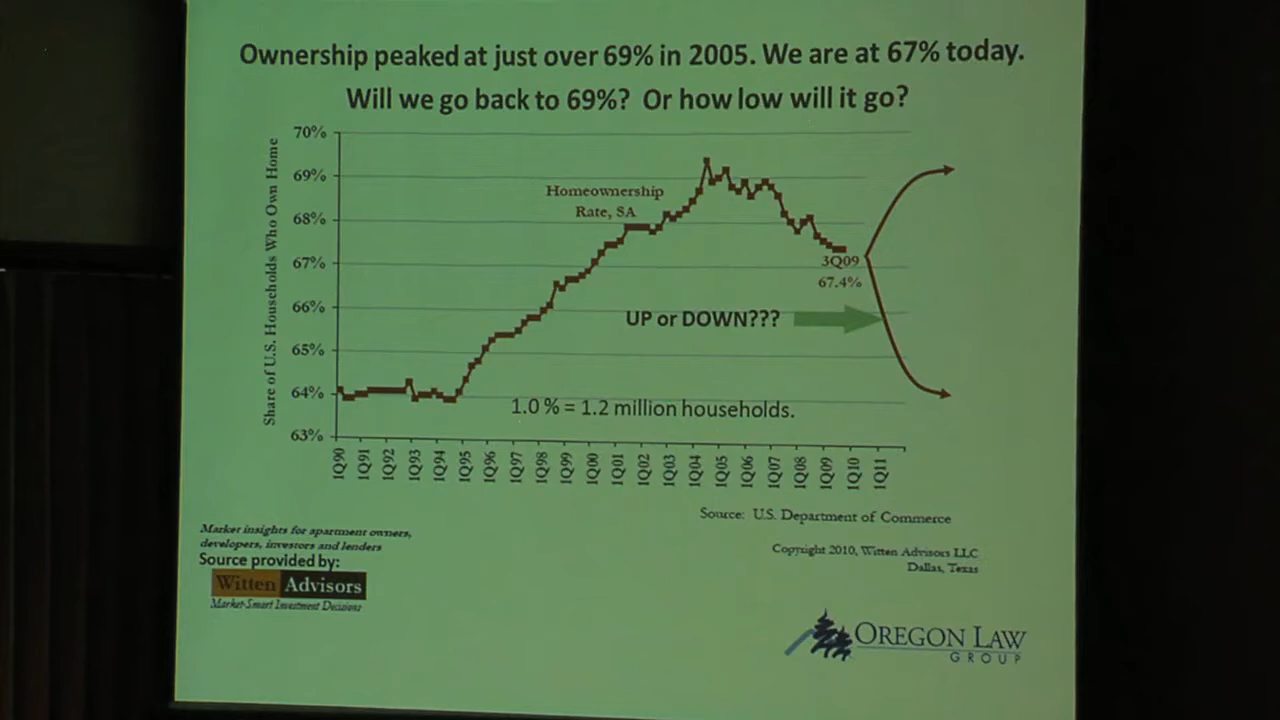 Ownership peaked at just over 69% in 2005. We are at 67% today.
Will we go back to 69%? Or how low will it go?
Share of U.S. Households Who Own Home
70%
69%
68%
67%
66%
65%
64%
63%
Homeownership
Rate, SA
3Q09
67.4%
UP or DOWN???
1.0 % = 1.2 million households.
1Q90
1Q91
1Q92
1Q93
1Q94
1Q95
1Q96
1Q97
1Q98
1Q99
1Q00
1Q01
1Q02
1Q03
1Q04
1Q05
1Q06
1Q07
1Q08
1Q09
1Q10
1Q11
Source: U.S. Department of Commerce
Market insights for apartment owners,
developers, investors and lenders
Source provided by:
Witten Advisors
Market-Smart Investment Decisions
Copyright 2010, Witten Advisors LLC
Dallas, Texas
OREGON LAW
GROUP